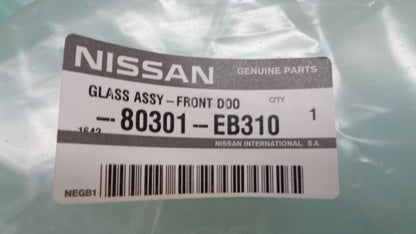 NISSAN GENUINE PARTS
GLASS ASSY-FRONT DOO Q'TY
80301-EB310 1
1642
NISSAN INTERNATIONAL S A
NEGB1